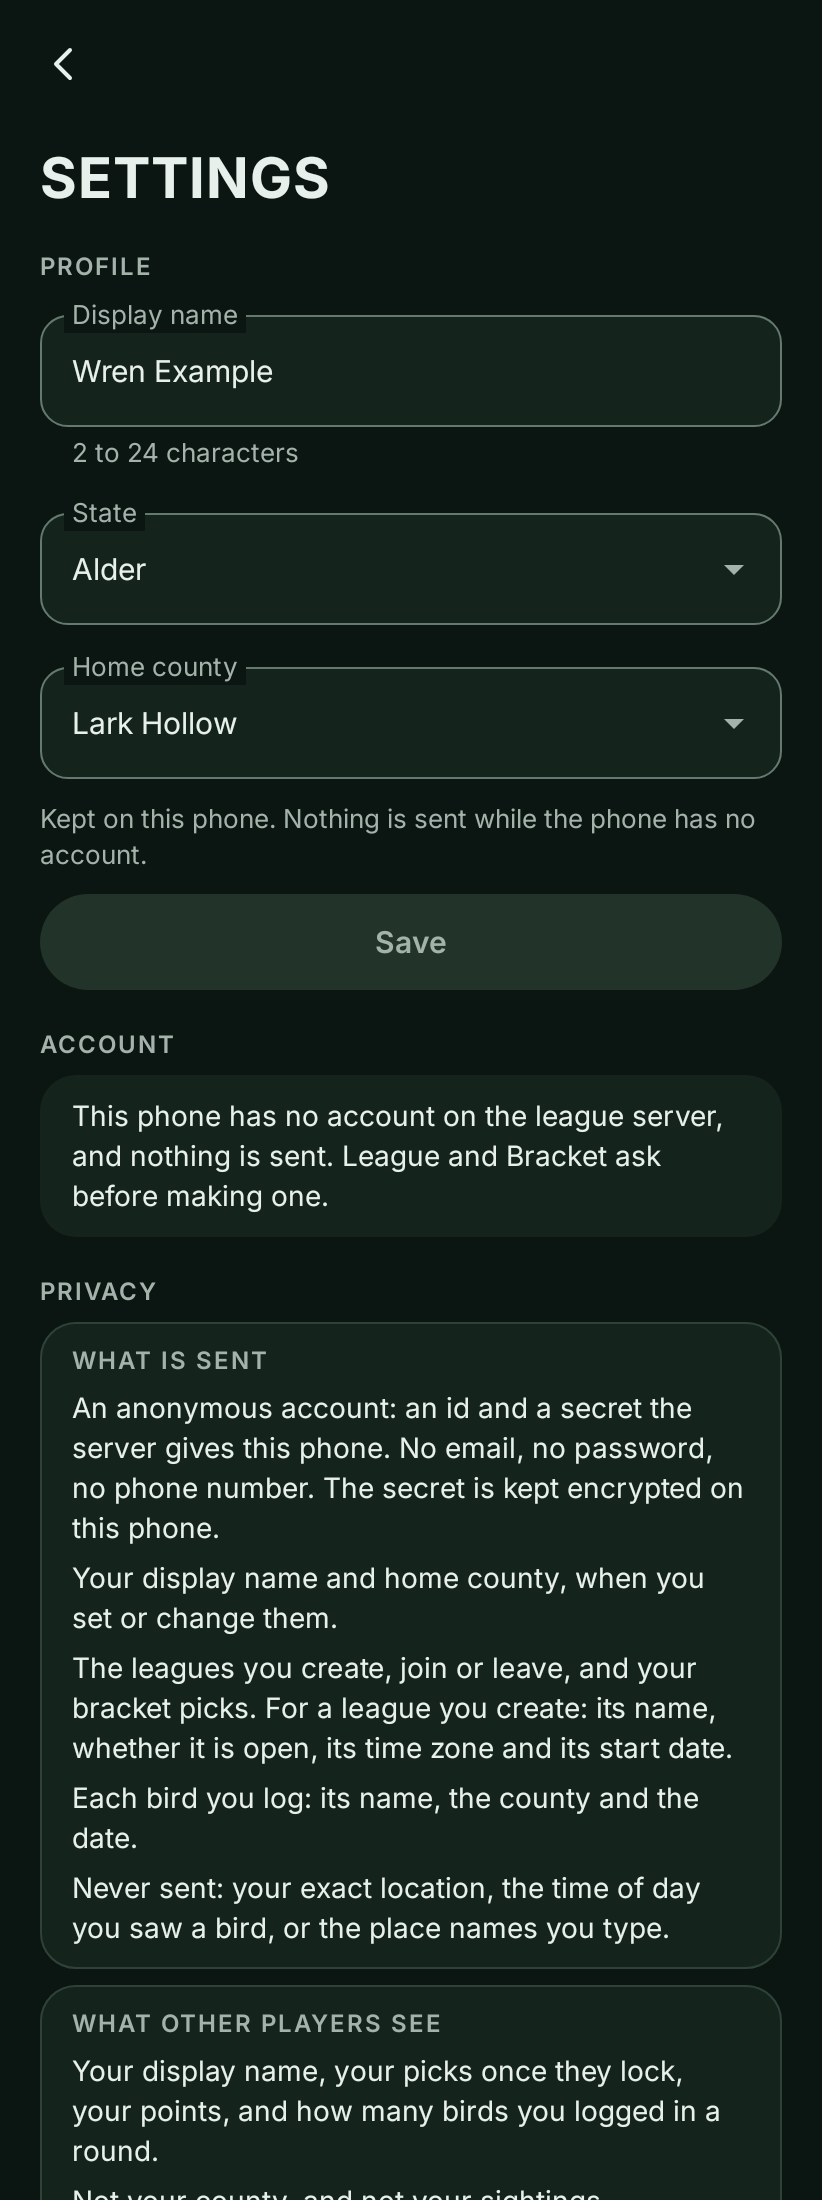 SETTINGS
PROFILE
Display name
Wren Example
2 to 24 characters
State
Alder
Home county
Lark Hollow
Kept on this phone. Nothing is sent while the phone has no
account.
Save
ACCOUNT
This phone has no account on the league server,
and nothing is sent. League and Bracket ask
before making one.
PRIVACY
WHAT IS SENT
An anonymous account: an id and a secret the
server gives this phone. No email, no password,
no phone number. The secret is kept encrypted on
this phone.
Your display name and home county, when you
set or change them.
The leagues you create, join or leave, and your
bracket picks. For a league you create: its name,
whether it is open, its time zone and its start date.
Each bird you log: its name, the county and the
date.
Never sent: your exact location, the time of day
you saw a bird, or the place names you type.
WHAT OTHER PLAYERS SEE
Your display name, your picks once they lock,
your points, and how many birds you logged in a
round.
Not your county, and not your sightings.